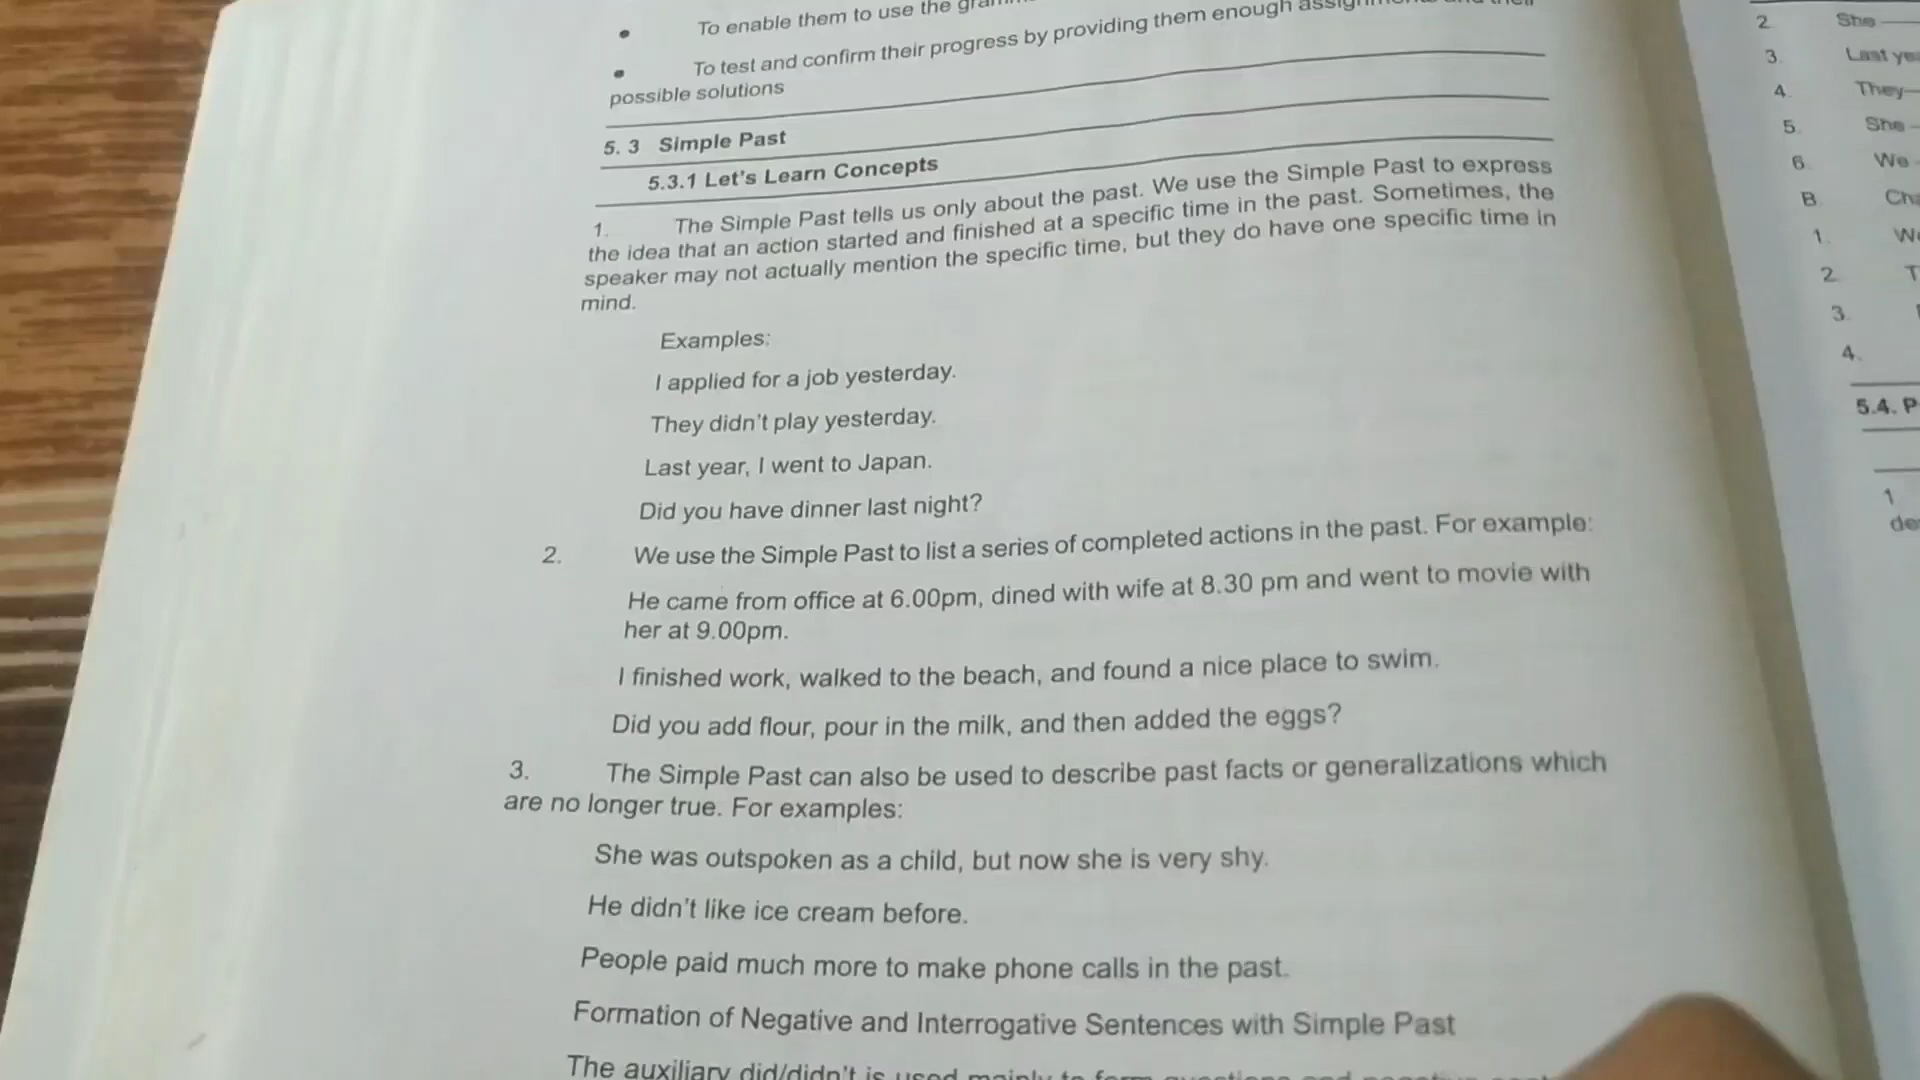 To enable them to use the
• To test and confirm their progress by providing them enough
possible solutions
5. 3 Simple Past
5.3.1 Let's Learn Concepts
1. The Simple Past tells us only about the past. We use the Simple Past to express
the idea that an action started and finished at a specific time in the past. Sometimes, the
speaker may not actually mention the specific time, but they do have one specific time in
mind.
Examples:
I applied for a job yesterday.
They didn't play yesterday.
Last year, I went to Japan.
Did you have dinner last night?
2. We use the Simple Past to list a series of completed actions in the past. For example:
He came from office at 6.00pm, dined with wife at 8.30 pm and went to movie with
her at 9.00pm.
I finished work, walked to the beach, and found a nice place to swim.
Did you add flour, pour in the milk, and then added the eggs?
3. The Simple Past can also be used to describe past facts or generalizations which
are no longer true. For examples:
She was outspoken as a child, but now she is very shy.
He didn't like ice cream before.
People paid much more to make phone calls in the past.
Formation of Negative and Interrogative Sentences with Simple Past
The auxiliary did/didn't is used mainly to form
2. She
3. Last
4. They
5. She
6. We
B.
1.
2.
3.
4.
5.4.
1